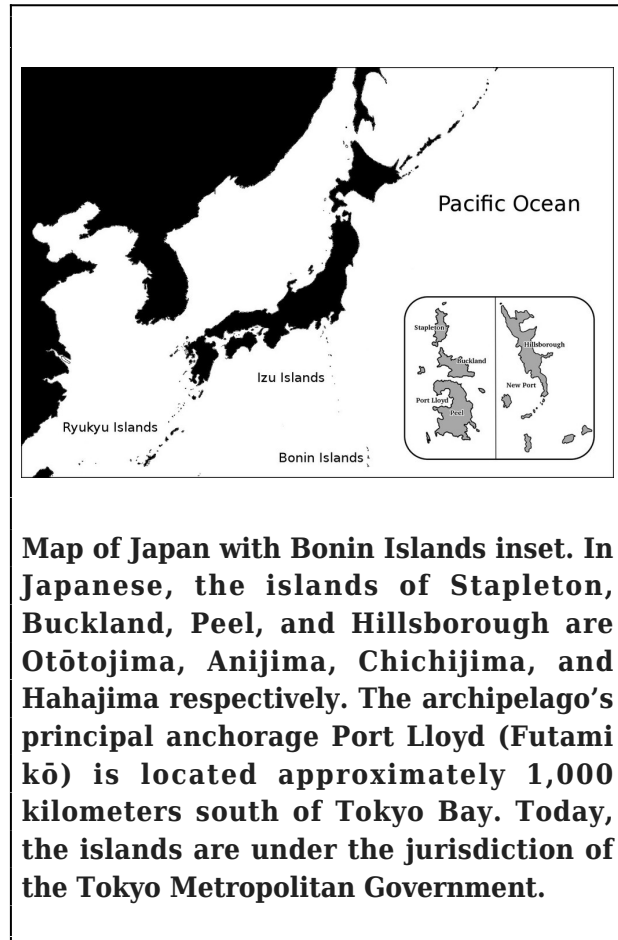 Pacific Ocean
Stapleton
Hillsborough
Buckland
Izu Islands
New Port
Port Lloyd
Peel
Ryukyu Islands
Bonin Islands
Map of Japan with Bonin Islands inset. In
Japanese, the islands of Stapleton,
Buckland, Peel, and Hillsborough are
Otōtojima, Anijima, Chichijima, and
Hahajima respectively. The archipelago’s
principal anchorage Port Lloyd (Futami
kō) is located approximately 1,000
kilometers south of Tokyo Bay. Today,
the islands are under the jurisdiction of
the Tokyo Metropolitan Government.